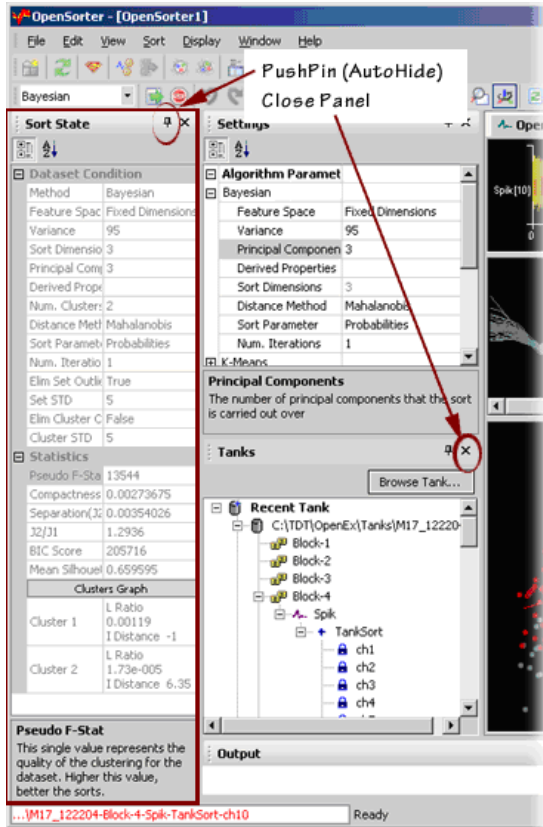 OpenSorter - [OpenSorter1]
File Edit View Sort Display Window Help
PushPin (AutoHide)
Close Panel
Bayesian
Sort State
Dataset Condition
Method Bayesian
Feature Spac Fixed Dimensions
Variance 95
Sort Dimensio 3
Principal Comp 3
Derived Prope
Num. Clusters 2
Distance Meth Mahalanobis
Sort Paramet Probabilities
Num. Iteratio 1
Elim Set Outlie True
Set STD 5
Elim Cluster C False
Cluster STD 5
Statistics
Pseudo F-Sta 13544
Compactness 0.00273675
Separation(J2 0.00354026
J2/J1 1.2936
BIC Score 205716
Mean Silhouel 0.659595
Clusters Graph
Cluster 1
L Ratio
0.00119
I Distance -1
Cluster 2
L Ratio
1.73e-005
I Distance 6.35
Pseudo F-Stat
This single value represents the
quality of the clustering for the
dataset. Higher this value,
better the sorts.
Settings
Algorithm Paramet
Bayesian
Feature Space Fixed Dimensions
Variance 95
Principal Componen 3
Derived Properties
Sort Dimensions 3
Distance Method Mahalanobis
Sort Parameter Probabilities
Num. Iterations 1
K-Means
Principal Components
The number of principal components that the sort
is carried out over
Tanks
Browse Tank...
Recent Tank
C:\TDT\OpenEx\Tanks\M17_12220
Block-1
Block-2
Block-3
Block-4
Spik
TankSort
ch1
ch2
ch3
ch4
Output
Ope
Spik[10]
0
...\M17_122204-Block-4-Spik-TankSort-ch10
Ready